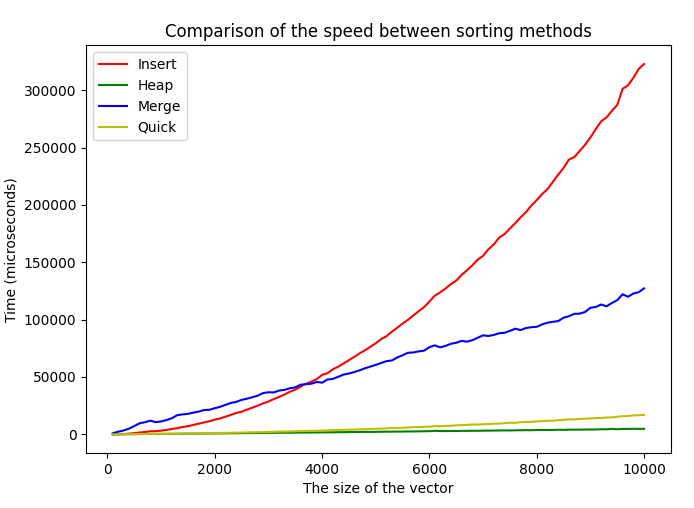 Comparison of the speed between sorting methods
Insert
Heap
Merge
Quick
Time (microseconds)
300000
250000
200000
150000
100000
50000
0
0 2000 4000 6000 8000 10000
The size of the vector